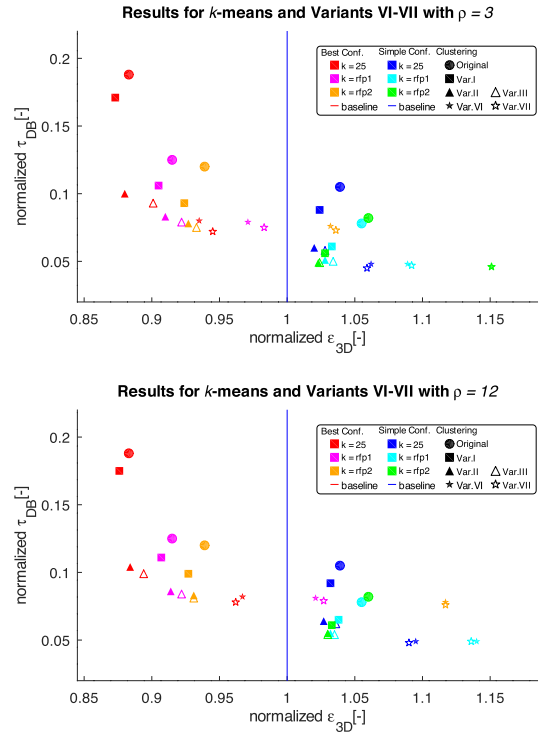 Results for k-means and Variants VI-VII with ρ = 3
normalized τDB[-]
0.2
0.15
0.1
0.05
Best Conf. Simple Conf. Clustering
k = 25 k = 25 Original
k = rfp1 k = rfp1 Var.I
k = rfp2 k = rfp2 Var.II Var.III
baseline baseline Var.VI Var.VII
0.85 0.9 0.95 1 1.05 1.1 1.15
normalized ε3D[-]
Results for k-means and Variants VI-VII with ρ = 12
normalized τDB[-]
0.2
0.15
0.1
0.05
Best Conf. Simple Conf. Clustering
k = 25 k = 25 Original
k = rfp1 k = rfp1 Var.I
k = rfp2 k = rfp2 Var.II Var.III
baseline baseline Var.VI Var.VII
0.85 0.9 0.95 1 1.05 1.1 1.15
normalized ε3D[-]